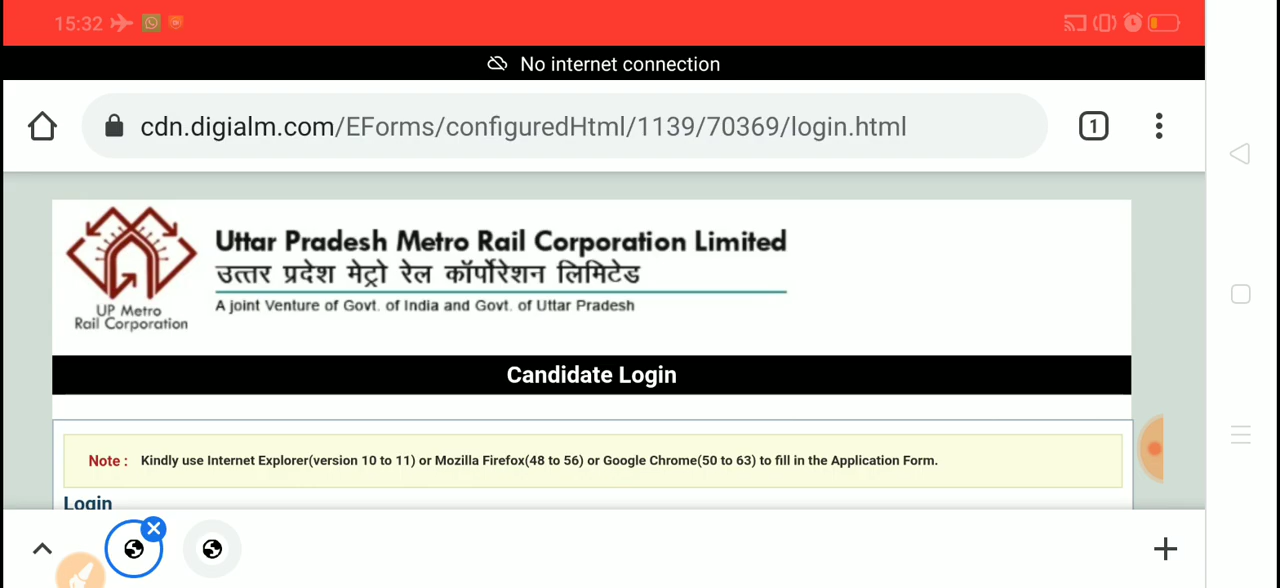 15:32
No internet connection
cdn.digialm.com/EForms/configuredHtml/1139/70369/login.html
1
Uttar Pradesh Metro Rail Corporation Limited
उत्तर प्रदेश मेट्रो रेल कॉर्पोरेशन लिमिटेड
A joint Venture of Govt. of India and Govt. of Uttar Pradesh
UP Metro
Rail Corporation
Candidate Login
Note : Kindly use Internet Explorer(version 10 to 11) or Mozilla Firefox(48 to 56) or Google Chrome(50 to 63) to fill in the Application Form.
Login